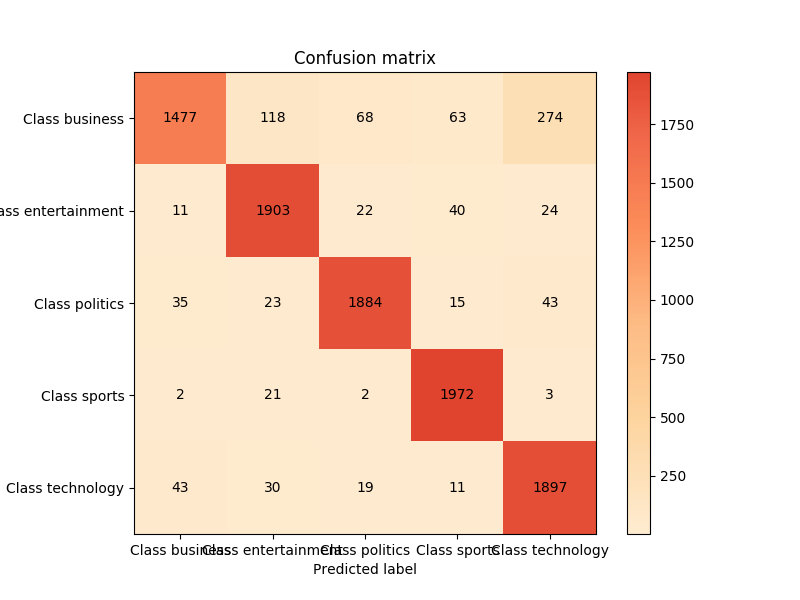 Confusion matrix
Class business 1477 118 68 63 274
ass entertainment 11 1903 22 40 24
Class politics 35 23 1884 15 43
Class sports 2 21 2 1972 3
Class technology 43 30 19 11 1897
Class business Class entertainment Class politics Class sports Class technology
Predicted label
1750
1500
1250
1000
750
500
250